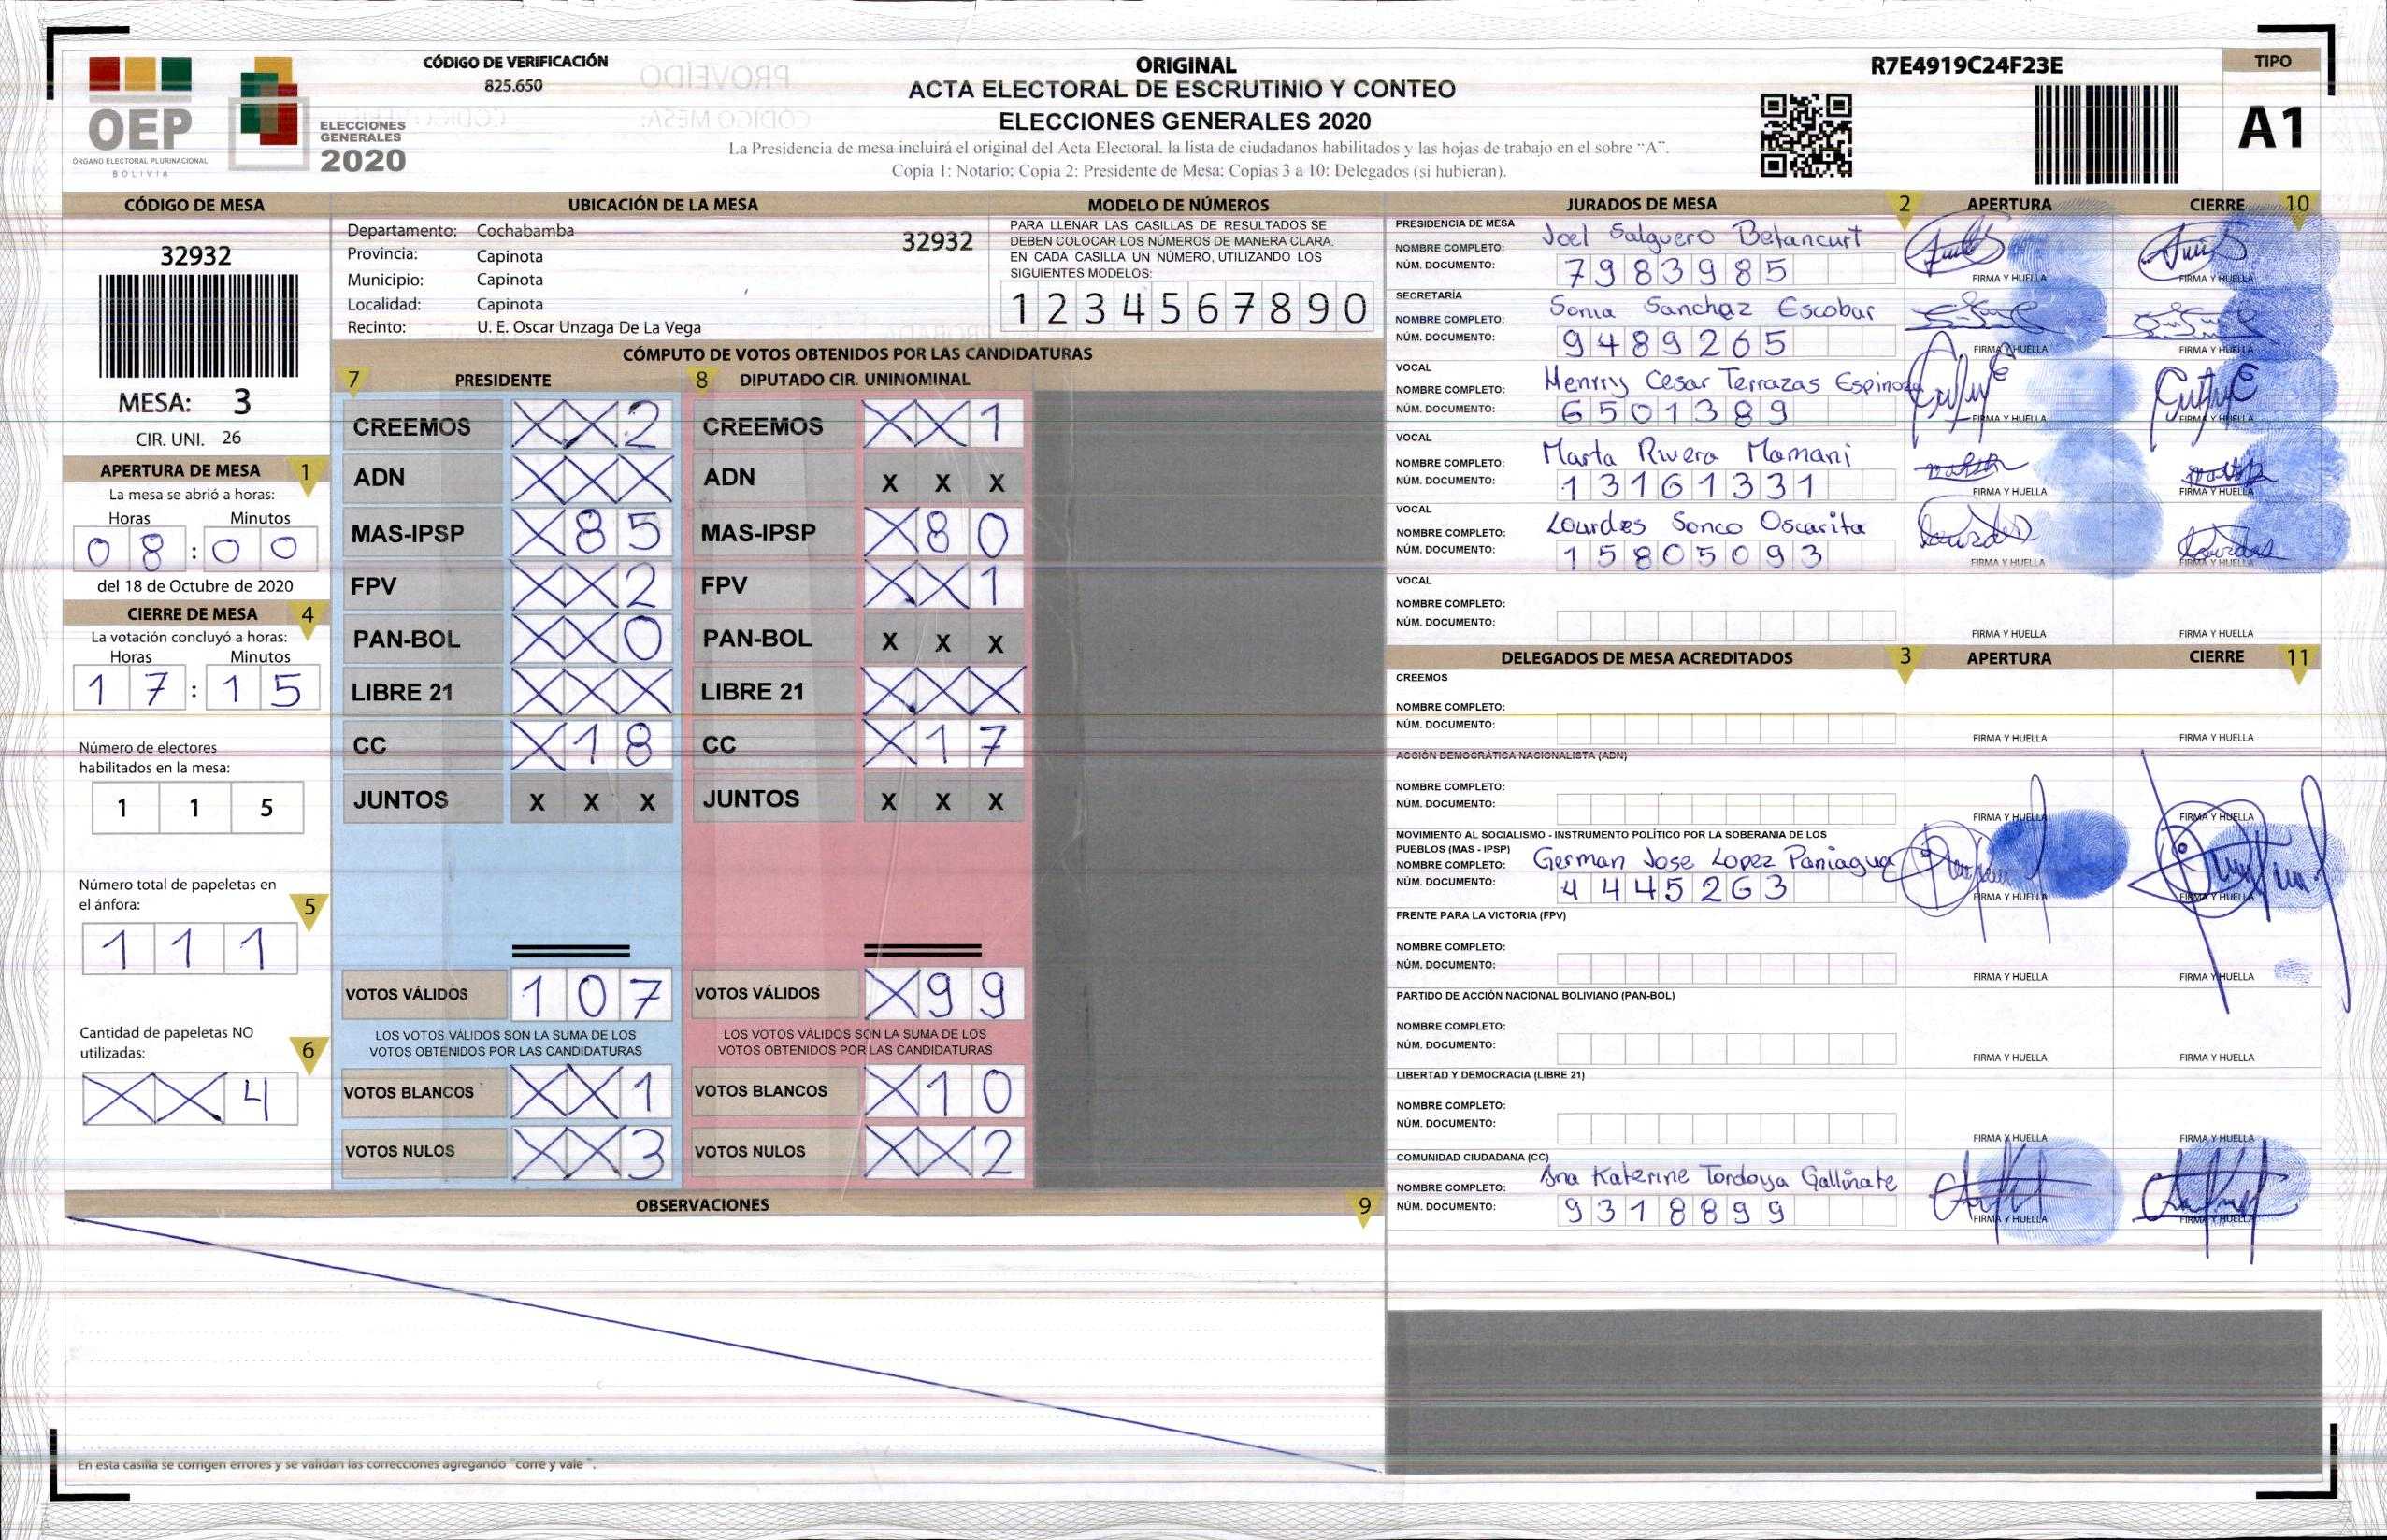 ORIGINAL
ACTA ELECTORAL DE ESCRUTINIO Y CONTEO
ELECCIONES GENERALES 2020
La Presidencia de mesa incluirá el original del Acta Electoral, la lista de ciudadanos habilitados y las hojas de trabajo en el sobre "A".
Copia 1: Notario; Copia 2: Presidente de Mesa; Copias 3 a 10: Delegados (si hubieran).
OEP
ÓRGANO ELECTORAL PLURINACIONAL
BOLIVIA
ELECCIONES
GENERALES
2020
CÓDIGO DE VERIFICACIÓN
825.650
R7E4919C24F23E
TIPO
A1
CÓDIGO DE MESA
32932
MESA: 3
CIR. UNI. 26
APERTURA DE MESA 1
La mesa se abrió a horas:
Horas Minutos
08:00
del 18 de Octubre de 2020
CIERRE DE MESA 4
La votación concluyó a horas:
Horas Minutos
17:15
Número de electores
habilitados en la mesa:
1 1 5
Número total de papeletas en
el ánfora:
5
1 1 1
Cantidad de papeletas NO
utilizadas:
6
X X 4
UBICACIÓN DE LA MESA
Departamento: Cochabamba
32932
Provincia: Capinota
Municipio: Capinota
Localidad: Capinota
Recinto: U. E. Oscar Unzaga De La Vega
MODELO DE NÚMEROS
PARA LLENAR LAS CASILLAS DE RESULTADOS SE
DEBEN COLOCAR LOS NÚMEROS DE MANERA CLARA.
EN CADA CASILLA UN NÚMERO, UTILIZANDO LOS
SIGUIENTES MODELOS:
1 2 3 4 5 6 7 8 9 0
CÓMPUTO DE VOTOS OBTENIDOS POR LAS CANDIDATURAS
7 PRESIDENTE 8 DIPUTADO CIR. UNINOMINAL
CREEMOS X X 2 CREEMOS X X 1
ADN X X X ADN X X X
MAS-IPSP X 8 5 MAS-IPSP X 8 0
FPV X X 2 FPV X X 1
PAN-BOL X X 0 PAN-BOL X X X
LIBRE 21 X X X LIBRE 21 X X X
CC X 1 8 CC X 1 7
JUNTOS X X X JUNTOS X X X
VOTOS VÁLIDOS 1 0 7 VOTOS VÁLIDOS X 9 9
LOS VOTOS VÁLIDOS SON LA SUMA DE LOS LOS VOTOS VÁLIDOS SON LA SUMA DE LOS
VOTOS OBTENIDOS POR LAS CANDIDATURAS VOTOS OBTENIDOS POR LAS CANDIDATURAS
VOTOS BLANCOS X X 1 VOTOS BLANCOS X 1 0
VOTOS NULOS X X 3 VOTOS NULOS X X 2
OBSERVACIONES 9
En esta casilla se corrigen errores y se validan las correcciones agregando "corre y vale".
JURADOS DE MESA 2 APERTURA CIERRE 10
PRESIDENCIA DE MESA
NOMBRE COMPLETO: Joel Salguero Betancurt
NÚM. DOCUMENTO: 7983985
FIRMA Y HUELLA FIRMA Y HUELLA
SECRETARÍA
NOMBRE COMPLETO: Sonia Sanchez Escobar
NÚM. DOCUMENTO: 9489265
FIRMA Y HUELLA FIRMA Y HUELLA
VOCAL
NOMBRE COMPLETO: Henrry Cesar Terrazas Espinoza
NÚM. DOCUMENTO: 6501389
FIRMA Y HUELLA FIRMA Y HUELLA
VOCAL
NOMBRE COMPLETO: Marta Rivera Mamani
NÚM. DOCUMENTO: 13161331
FIRMA Y HUELLA FIRMA Y HUELLA
VOCAL
NOMBRE COMPLETO: Lourdes Sonco Oscarita
NÚM. DOCUMENTO: 15805093
FIRMA Y HUELLA FIRMA Y HUELLA
VOCAL
NOMBRE COMPLETO:
NÚM. DOCUMENTO:
FIRMA Y HUELLA FIRMA Y HUELLA
DELEGADOS DE MESA ACREDITADOS 3 APERTURA CIERRE 11
CREEMOS
NOMBRE COMPLETO:
NÚM. DOCUMENTO:
FIRMA Y HUELLA FIRMA Y HUELLA
ACCIÓN DEMOCRÁTICA NACIONALISTA (ADN)
NOMBRE COMPLETO:
NÚM. DOCUMENTO:
FIRMA Y HUELLA FIRMA Y HUELLA
MOVIMIENTO AL SOCIALISMO - INSTRUMENTO POLÍTICO POR LA SOBERANIA DE LOS
PUEBLOS (MAS - IPSP)
NOMBRE COMPLETO: German Jose Lopez Paniagua
NÚM. DOCUMENTO: 4445263
FIRMA Y HUELLA FIRMA Y HUELLA
FRENTE PARA LA VICTORIA (FPV)
NOMBRE COMPLETO:
NÚM. DOCUMENTO:
FIRMA Y HUELLA FIRMA Y HUELLA
PARTIDO DE ACCIÓN NACIONAL BOLIVIANO (PAN-BOL)
NOMBRE COMPLETO:
NÚM. DOCUMENTO:
FIRMA Y HUELLA FIRMA Y HUELLA
LIBERTAD Y DEMOCRACIA (LIBRE 21)
NOMBRE COMPLETO:
NÚM. DOCUMENTO:
FIRMA Y HUELLA FIRMA Y HUELLA
COMUNIDAD CIUDADANA (CC)
NOMBRE COMPLETO: Ana Katerine Tordoya Gallinate
NÚM. DOCUMENTO: 9318899
FIRMA Y HUELLA FIRMA Y HUELLA